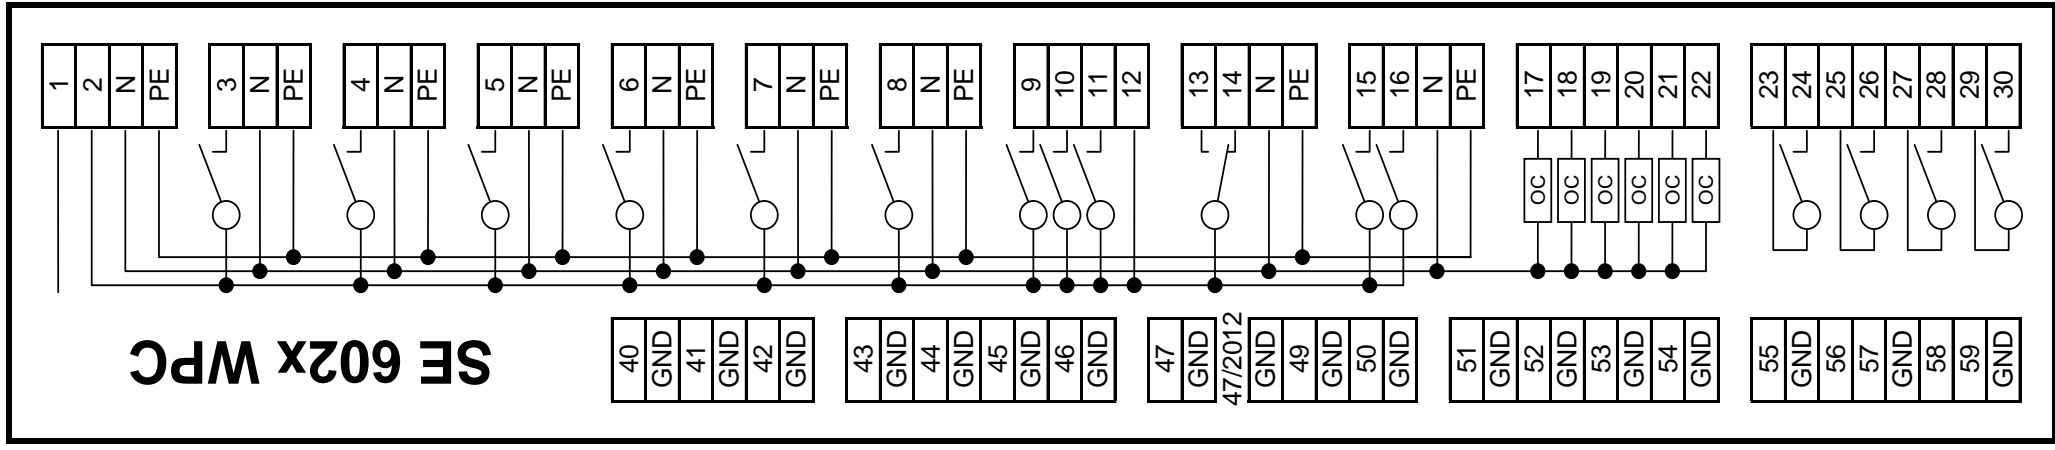 1 2 N PE 3 N PE 4 N PE 5 N PE 6 N PE 7 N PE 8 N PE 9 10 11 12 13 14 N PE 15 16 N PE 17 18 19 20 21 22 23 24 25 26 27 28 29 30
OC OC OC OC OC OC
SE 602x WPC
40 GND 41 GND 42 GND 43 GND 44 GND 45 GND 46 GND 47 GND 47/2012 GND 49 GND 50 GND 51 GND 52 GND 53 GND 54 GND 55 GND 56 57 GND 58 59 GND